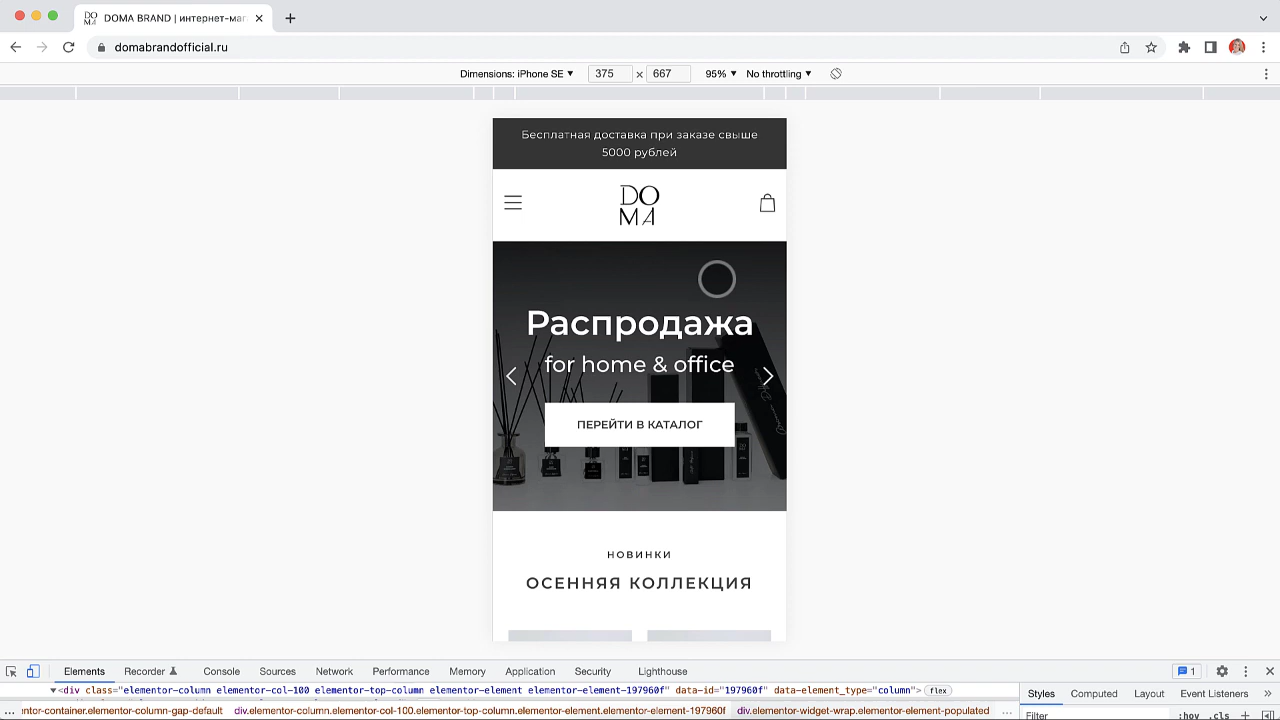 DOMA BRAND | интернет-маг
domabrandofficial.ru
Dimensions: iPhone SE ▼ 375 × 667 95% ▼ No throttling ▼
Бесплатная доставка при заказе свыше
5000 рублей
DO
MA
Распродажа
for home & office
ПЕРЕЙТИ В КАТАЛОГ
НОВИНКИ
ОСЕННЯЯ КОЛЛЕКЦИЯ
Elements Recorder Console Sources Network Performance Memory Application Security Lighthouse 1
▼<div class="elementor-column elementor-col-100 elementor-top-column elementor-element elementor-element-197960f" data-id="197960f" data-element_type="column"> flex
Styles Computed Layout Event Listeners »
... ntor-container.elementor-column-gap-default div.elementor-column.elementor-col-100.elementor-top-column.elementor-element.elementor-element-197960f div.elementor-widget-wrap.elementor-element-populated ...
Filter :hov .cls +